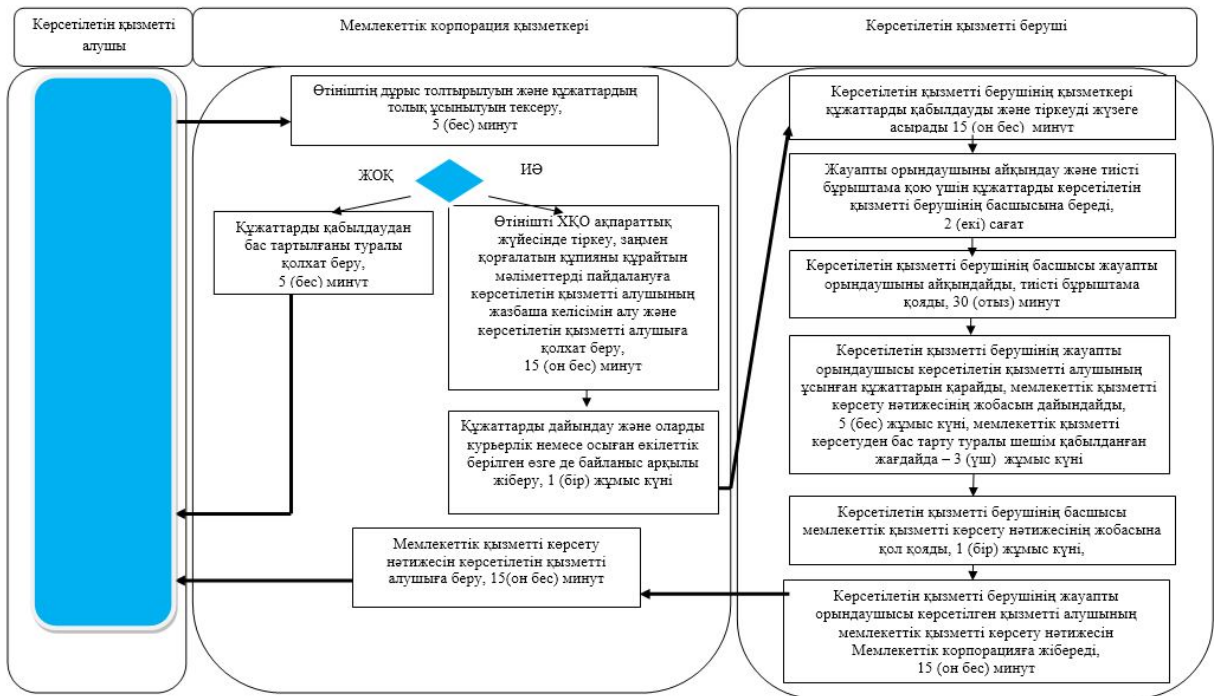 Көрсетілетін қызметті
алушы
Мемлекеттік корпорация қызметкері
Көрсетілетін қызметті беруші
Өтініштің дұрыс толтырылуын және құжаттардың
толық ұсынылуын тексеру,
5 (бес) минут
ЖОҚ
ИӘ
Құжаттарды қабылдаудан
бас тартылғаны туралы
қолхат беру,
5 (бес) минут
Өтінішті ХҚО ақпараттық
жүйесінде тіркеу, заңмен
қорғалатын құпияны құрайтын
мәліметтерді пайдалануға
көрсетілетін қызметті алушының
жазбаша келісімін алу және
көрсетілетін қызметті алушыға
қолхат беру,
15 (он бес) минут
Құжаттарды дайындау және оларды
курьерлік немесе осыған өкілеттік
берілген өзге де байланыс арқылы
жіберу, 1 (бір) жұмыс күні
Мемлекеттік қызметті көрсету
нәтижесін көрсетілетін қызметті
алушыға беру, 15(он бес) минут
Көрсетілетін қызметті берушінің қызметкері
құжаттарды қабылдауды және тіркеуді жүзеге
асырады 15 (он бес) минут
Жауапты орындаушыны айқындау және тиісті
бұрыштама қою үшін құжаттарды көрсетілетін
қызметті берушінің басшысына береді,
2 (екі) сағат
Көрсетілетін қызметті берушінің басшысы жауапты
орындаушыны айқындайды, тиісті бұрыштама
қояды, 30 (отыз) минут
Көрсетілетін қызметті берушінің жауапты
орындаушысы көрсетілетін қызметті алушының
ұсынған құжаттарын қарайды, мемлекеттік қызметті
көрсету нәтижесінің жобасын дайындайды,
5 (бес) жұмыс күні, мемлекеттік қызметті
көрсетуден бас тарту туралы шешім қабылданған
жағдайда – 3 (үш) жұмыс күні
Көрсетілетін қызметті берушінің басшысы
мемлекеттік қызметті көрсету нәтижесінің жобасына
қол қояды, 1 (бір) жұмыс күні,
Көрсетілетін қызметті берушінің жауапты
орындаушысы көрсетілген қызметті алушының
мемлекеттік қызметті көрсету нәтижесін
Мемлекеттік корпорацияға жібереді,
15 (он бес) минут